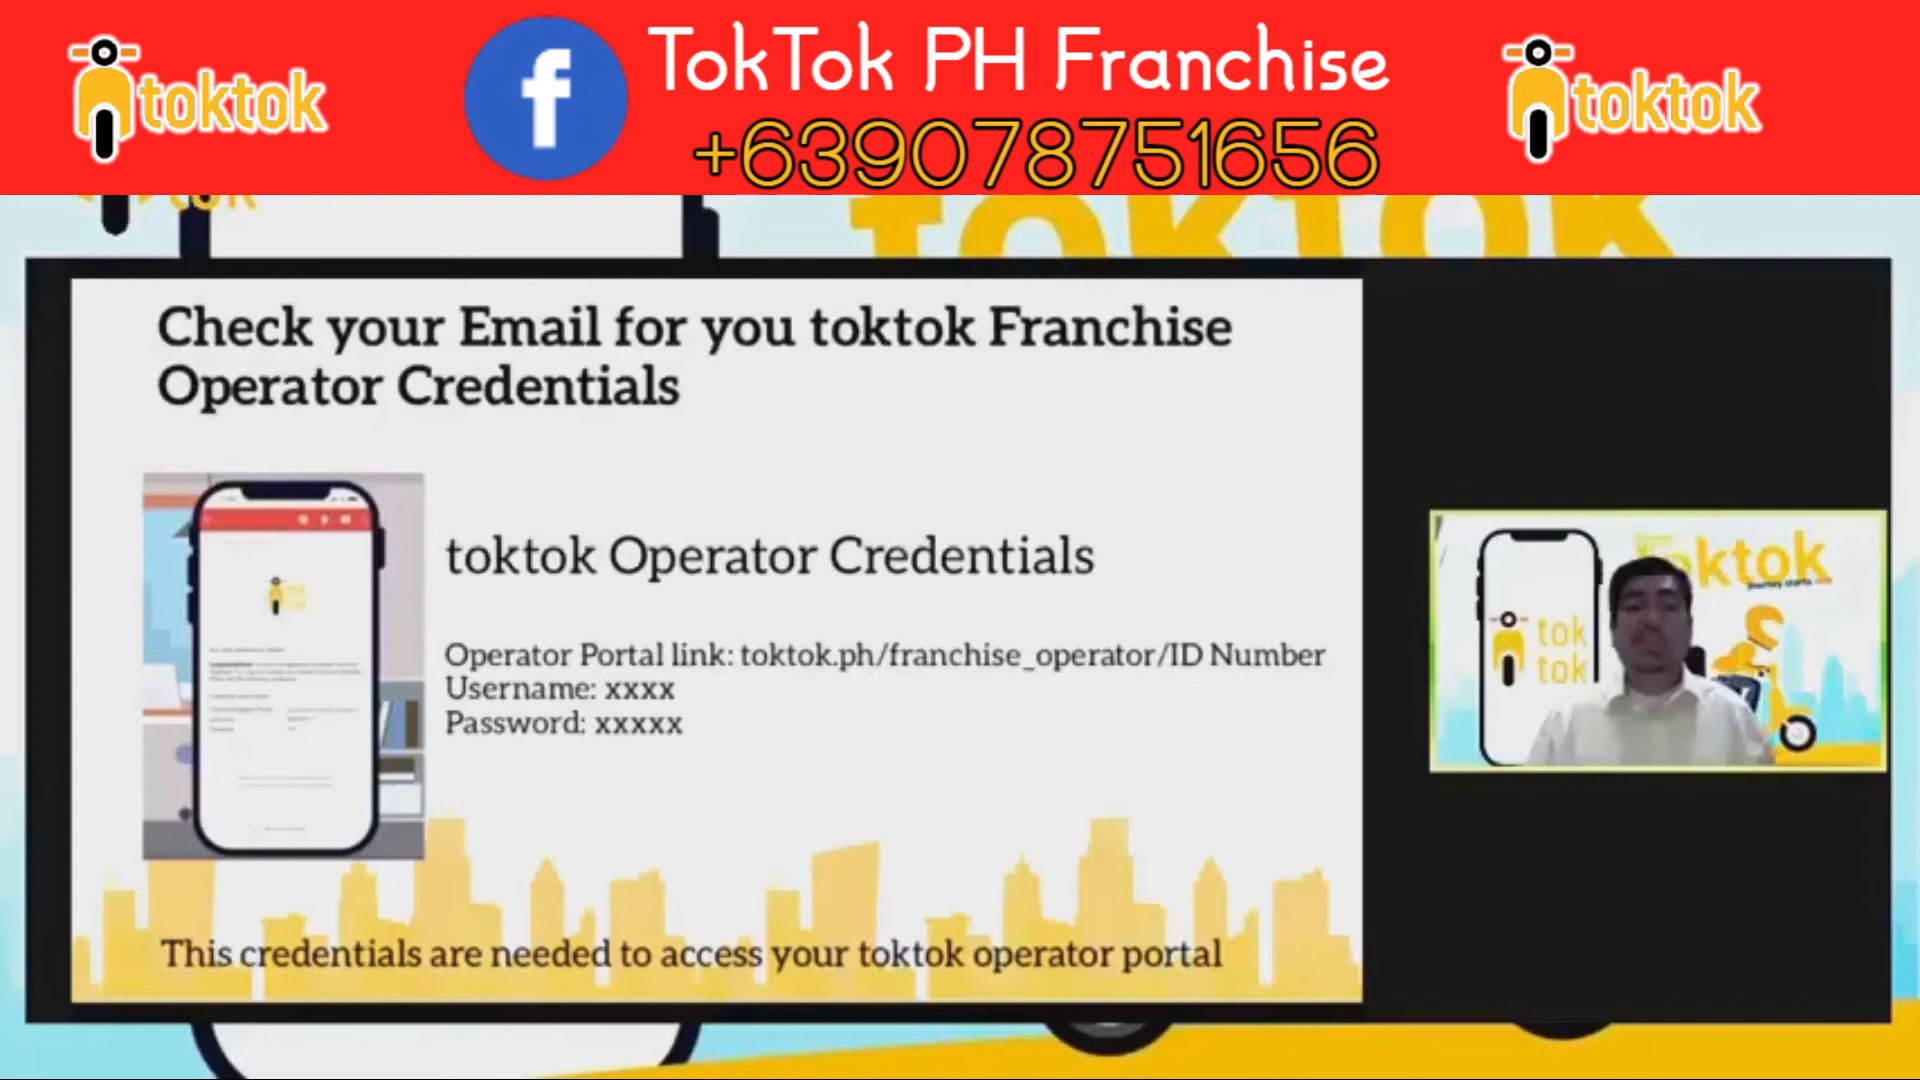 toktok
TokTok PH Franchise
+639078751656
toktok
tok
toktok
Check your Email for you toktok Franchise
Operator Credentials
toktok Operator Credentials
Operator Portal link: toktok.ph/franchise_operator/ID Number
Username: xxxx
Password: xxxxx
This credentials are needed to access your toktok operator portal
toktok
tok
tok